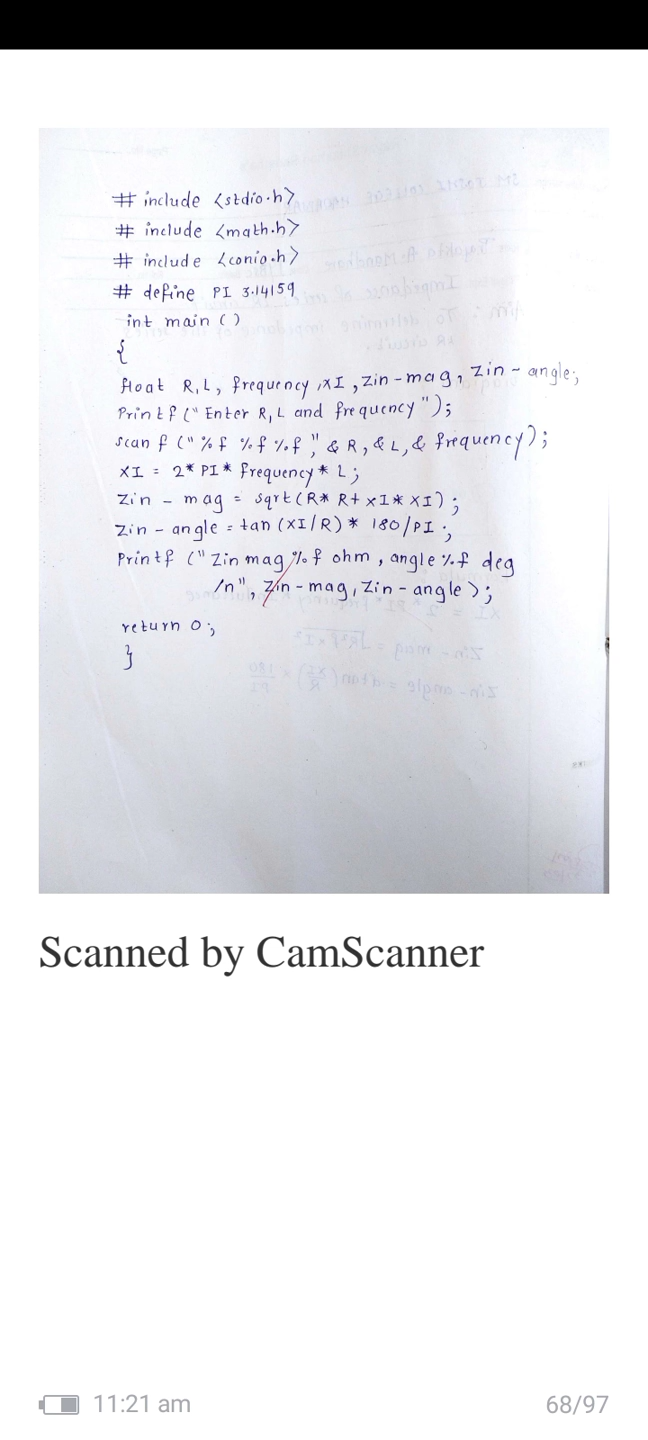 # include <stdio.h>
# include <math.h>
# include <conio.h>
# define PI 3.14159
int main ()
{
float R,L, frequency ,XI , Zin-mag, Zin-angle;
Printf ("Enter R,L and frequency");
scanf ("%f %f %f", & R, & L, & frequency);
XI = 2* PI* frequency* L;
Zin - mag = sqrt(R* R+ XI* XI);
Zin - angle = tan (XI/R) * 180/PI;
Printf ("Zin mag %f ohm , angle %f deg
/n", Zin-mag, Zin-angle);
return 0;
}
Scanned by CamScanner
11:21 am
68/97